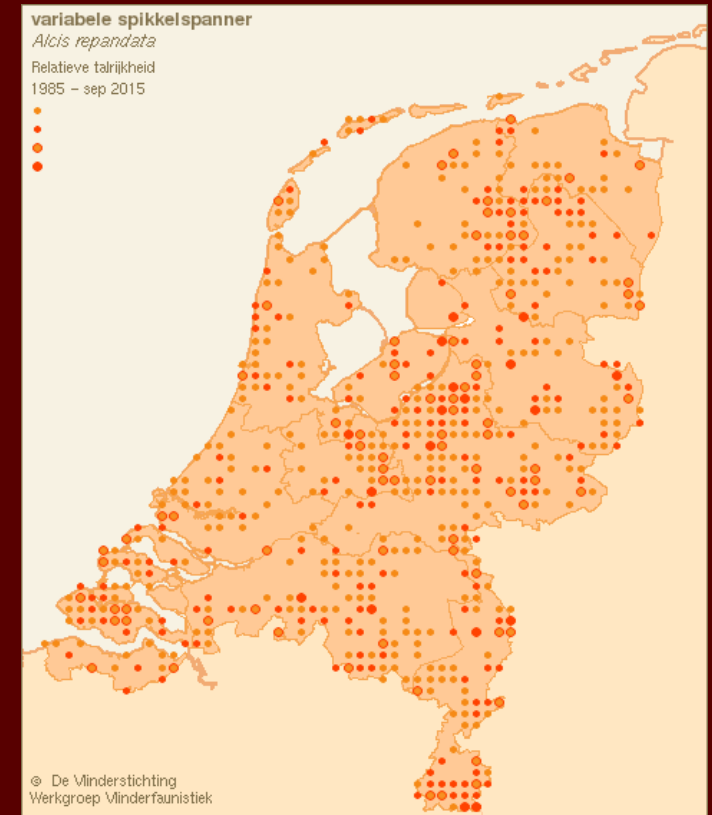 variabele spikkelspanner
Alcis repandata
Relatieve talrijkheid
1985 – sep 2015
© De Vlinderstichting
Werkgroep Vlinderfaunistiek